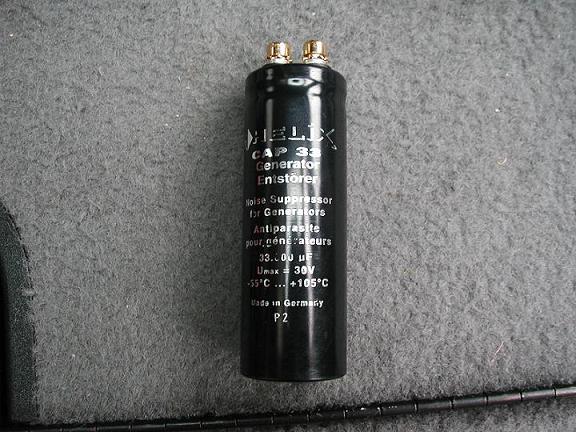 HELIX
CAP 33
Generator
Entstörer
Noise Suppressor
for Generators
Antiparasite
pour générateurs
33.000 µF
Umax = 30V
-55°C ... +105°C
Made in Germany
P2